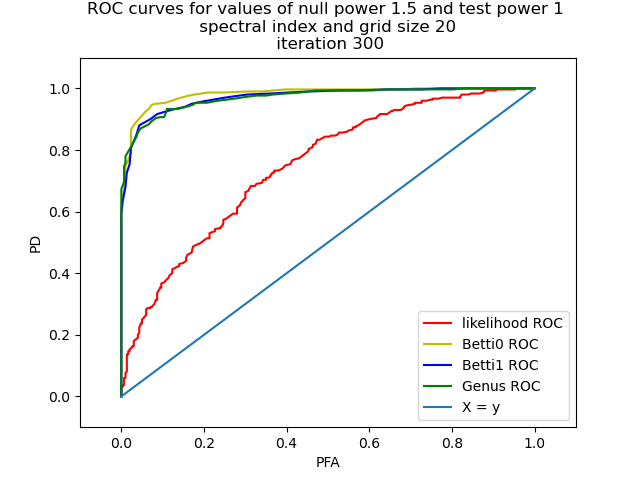 ROC curves for values of null power 1.5 and test power 1
spectral index and grid size 20
iteration 300
1.0
0.8
0.6
0.4
0.2
0.0
PD
likelihood ROC
Betti0 ROC
Betti1 ROC
Genus ROC
X = y
0.0 0.2 0.4 0.6 0.8 1.0
PFA